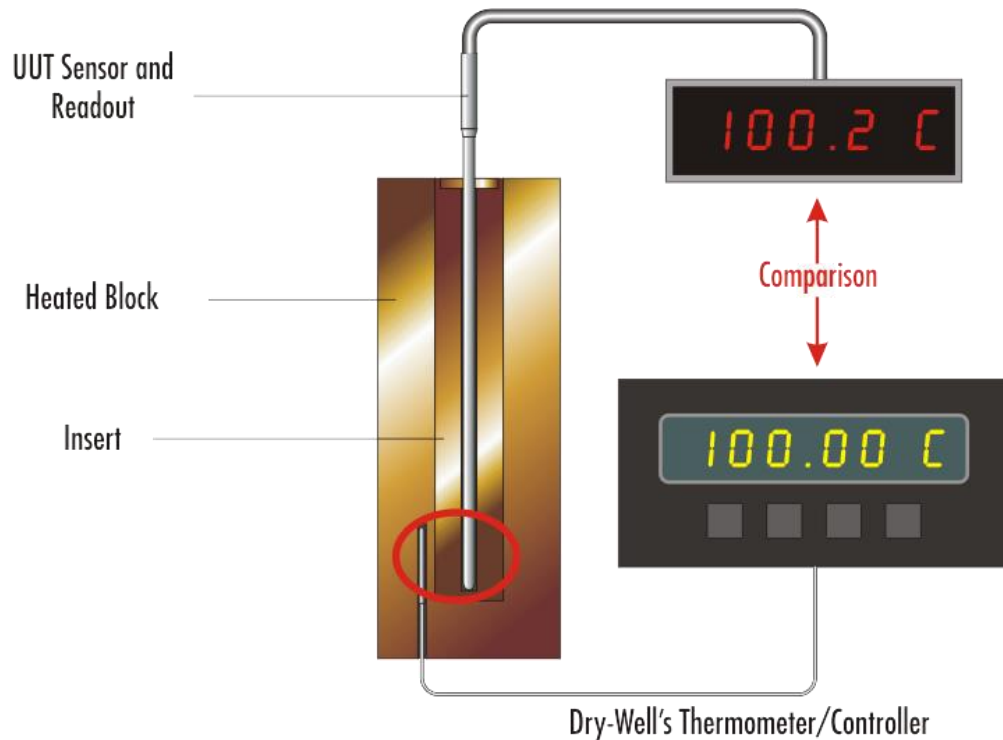 UUT Sensor and
Readout
100.2 C
Comparison
Heated Block
Insert
100.00 C
Dry-Well's Thermometer/Controller